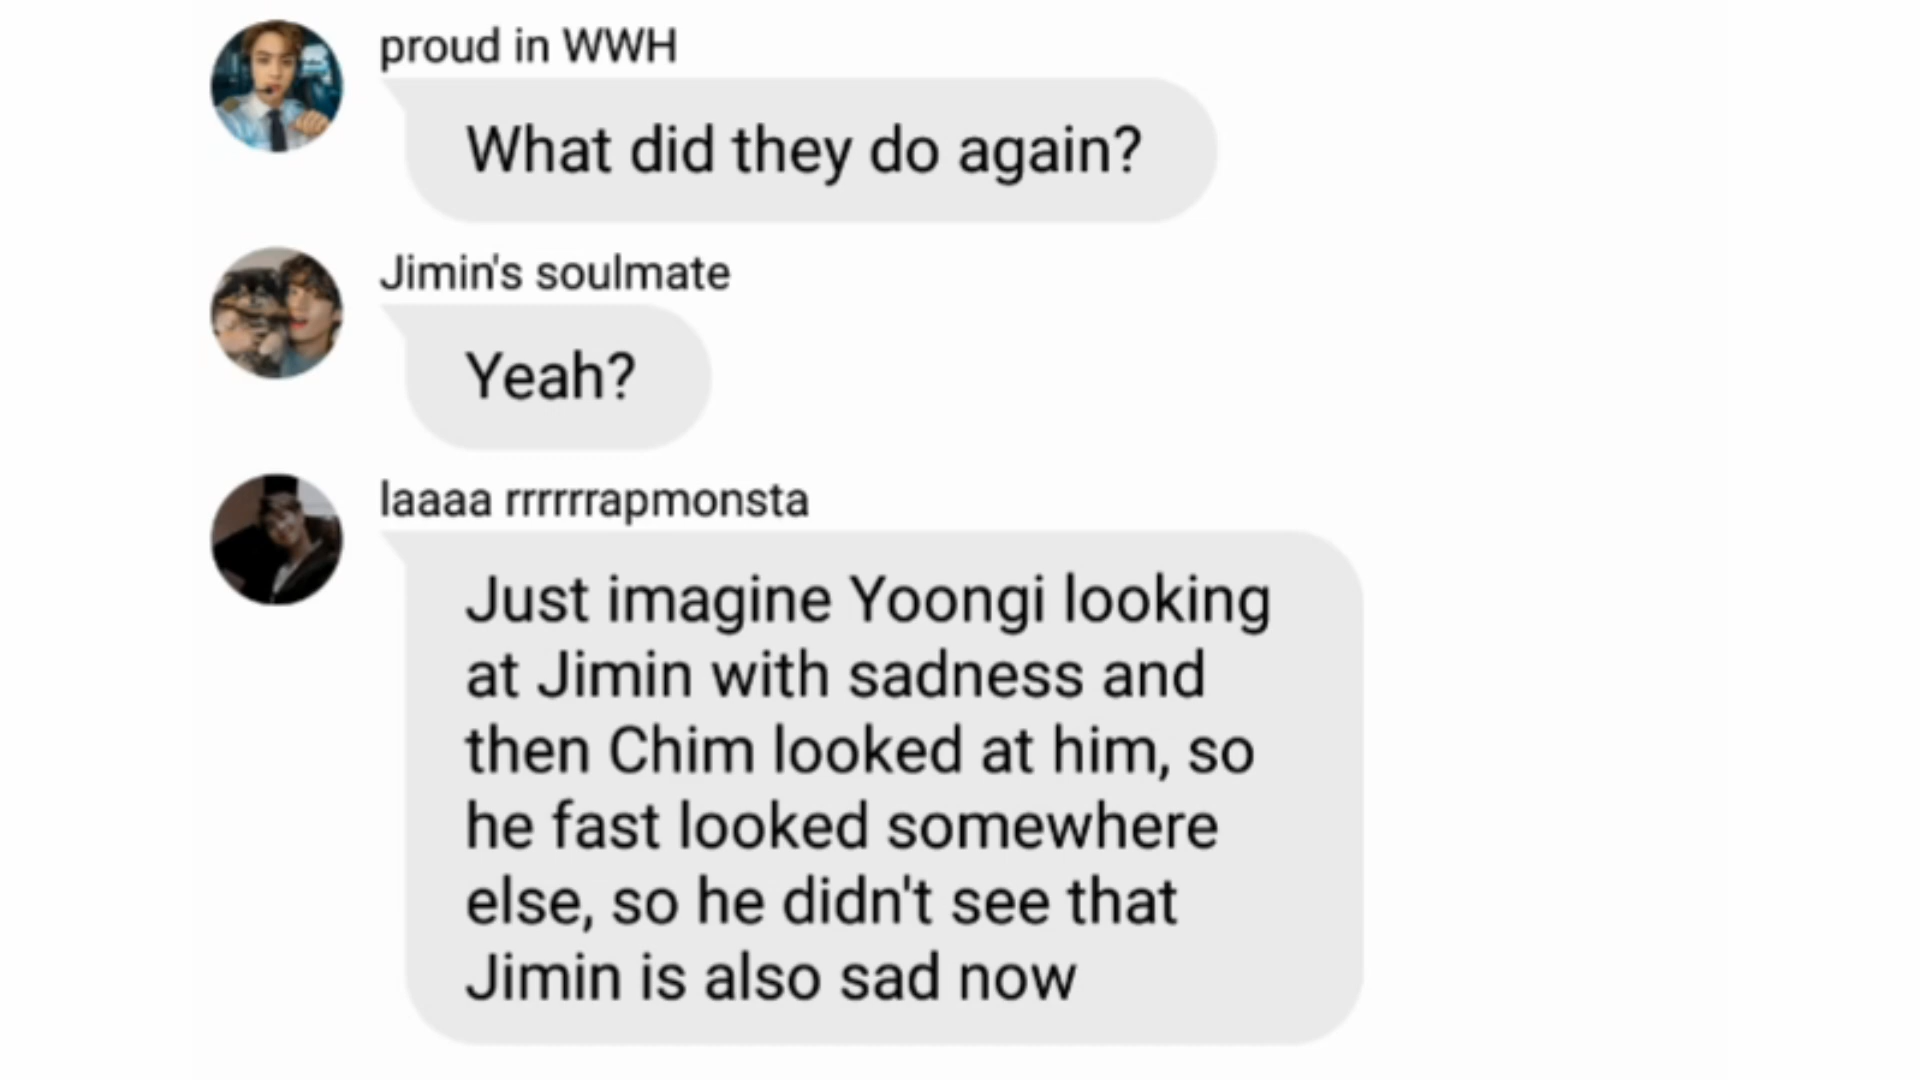 proud in WWH
What did they do again?
Jimin's soulmate
Yeah?
laaaa rrrrrrapmonsta
Just imagine Yoongi looking
at Jimin with sadness and
then Chim looked at him, so
he fast looked somewhere
else, so he didn't see that
Jimin is also sad now